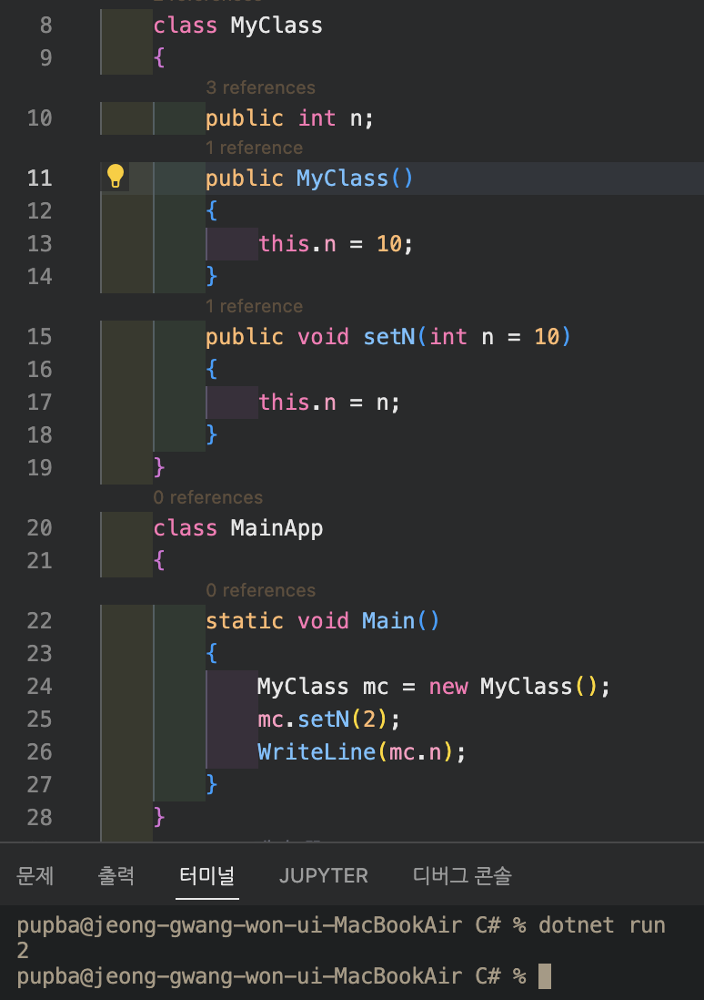 8 class MyClass
9 {
3 references
10 public int n;
1 reference
11 public MyClass()
12 {
13 this.n = 10;
14 }
1 reference
15 public void setN(int n = 10)
16 {
17 this.n = n;
18 }
19 }
0 references
20 class MainApp
21 {
0 references
22 static void Main()
23 {
24 MyClass mc = new MyClass();
25 mc.setN(2);
26 WriteLine(mc.n);
27 }
28 }
문제 출력 터미널 JUPYTER 디버그 콘솔
pupba@jeong-gwang-won-ui-MacBookAir C# % dotnet run
2
pupba@jeong-gwang-won-ui-MacBookAir C# %